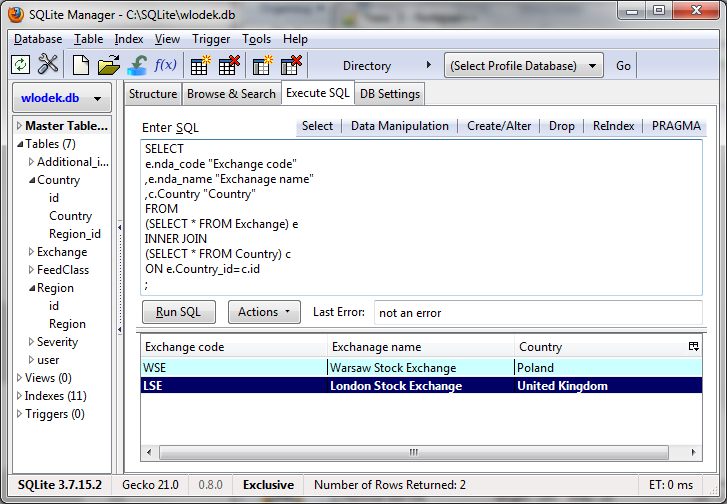 SQLite Manager - C:\SQLite\wlodek.db
Database Table Index View Trigger Tools Help
f(x) Directory (Select Profile Database) Go
wlodek.db
Structure Browse & Search Execute SQL DB Settings
Master Table...
Tables (7)
Additional_i...
Country
id
Country
Region_id
Exchange
FeedClass
Region
id
Region
Severity
user
Views (0)
Indexes (11)
Triggers (0)
Enter SQL
Select Data Manipulation Create/Alter Drop ReIndex PRAGMA
SELECT
e.nda_code "Exchange code"
,e.nda_name "Exchanage name"
,c.Country "Country"
FROM
(SELECT * FROM Exchange) e
INNER JOIN
(SELECT * FROM Country) c
ON e.Country_id=c.id
;
Run SQL Actions Last Error: not an error
Exchange code Exchanage name Country
WSE Warsaw Stock Exchange Poland
LSE London Stock Exchange United Kingdom
SQLite 3.7.15.2 Gecko 21.0 0.8.0 Exclusive Number of Rows Returned: 2 ET: 0 ms